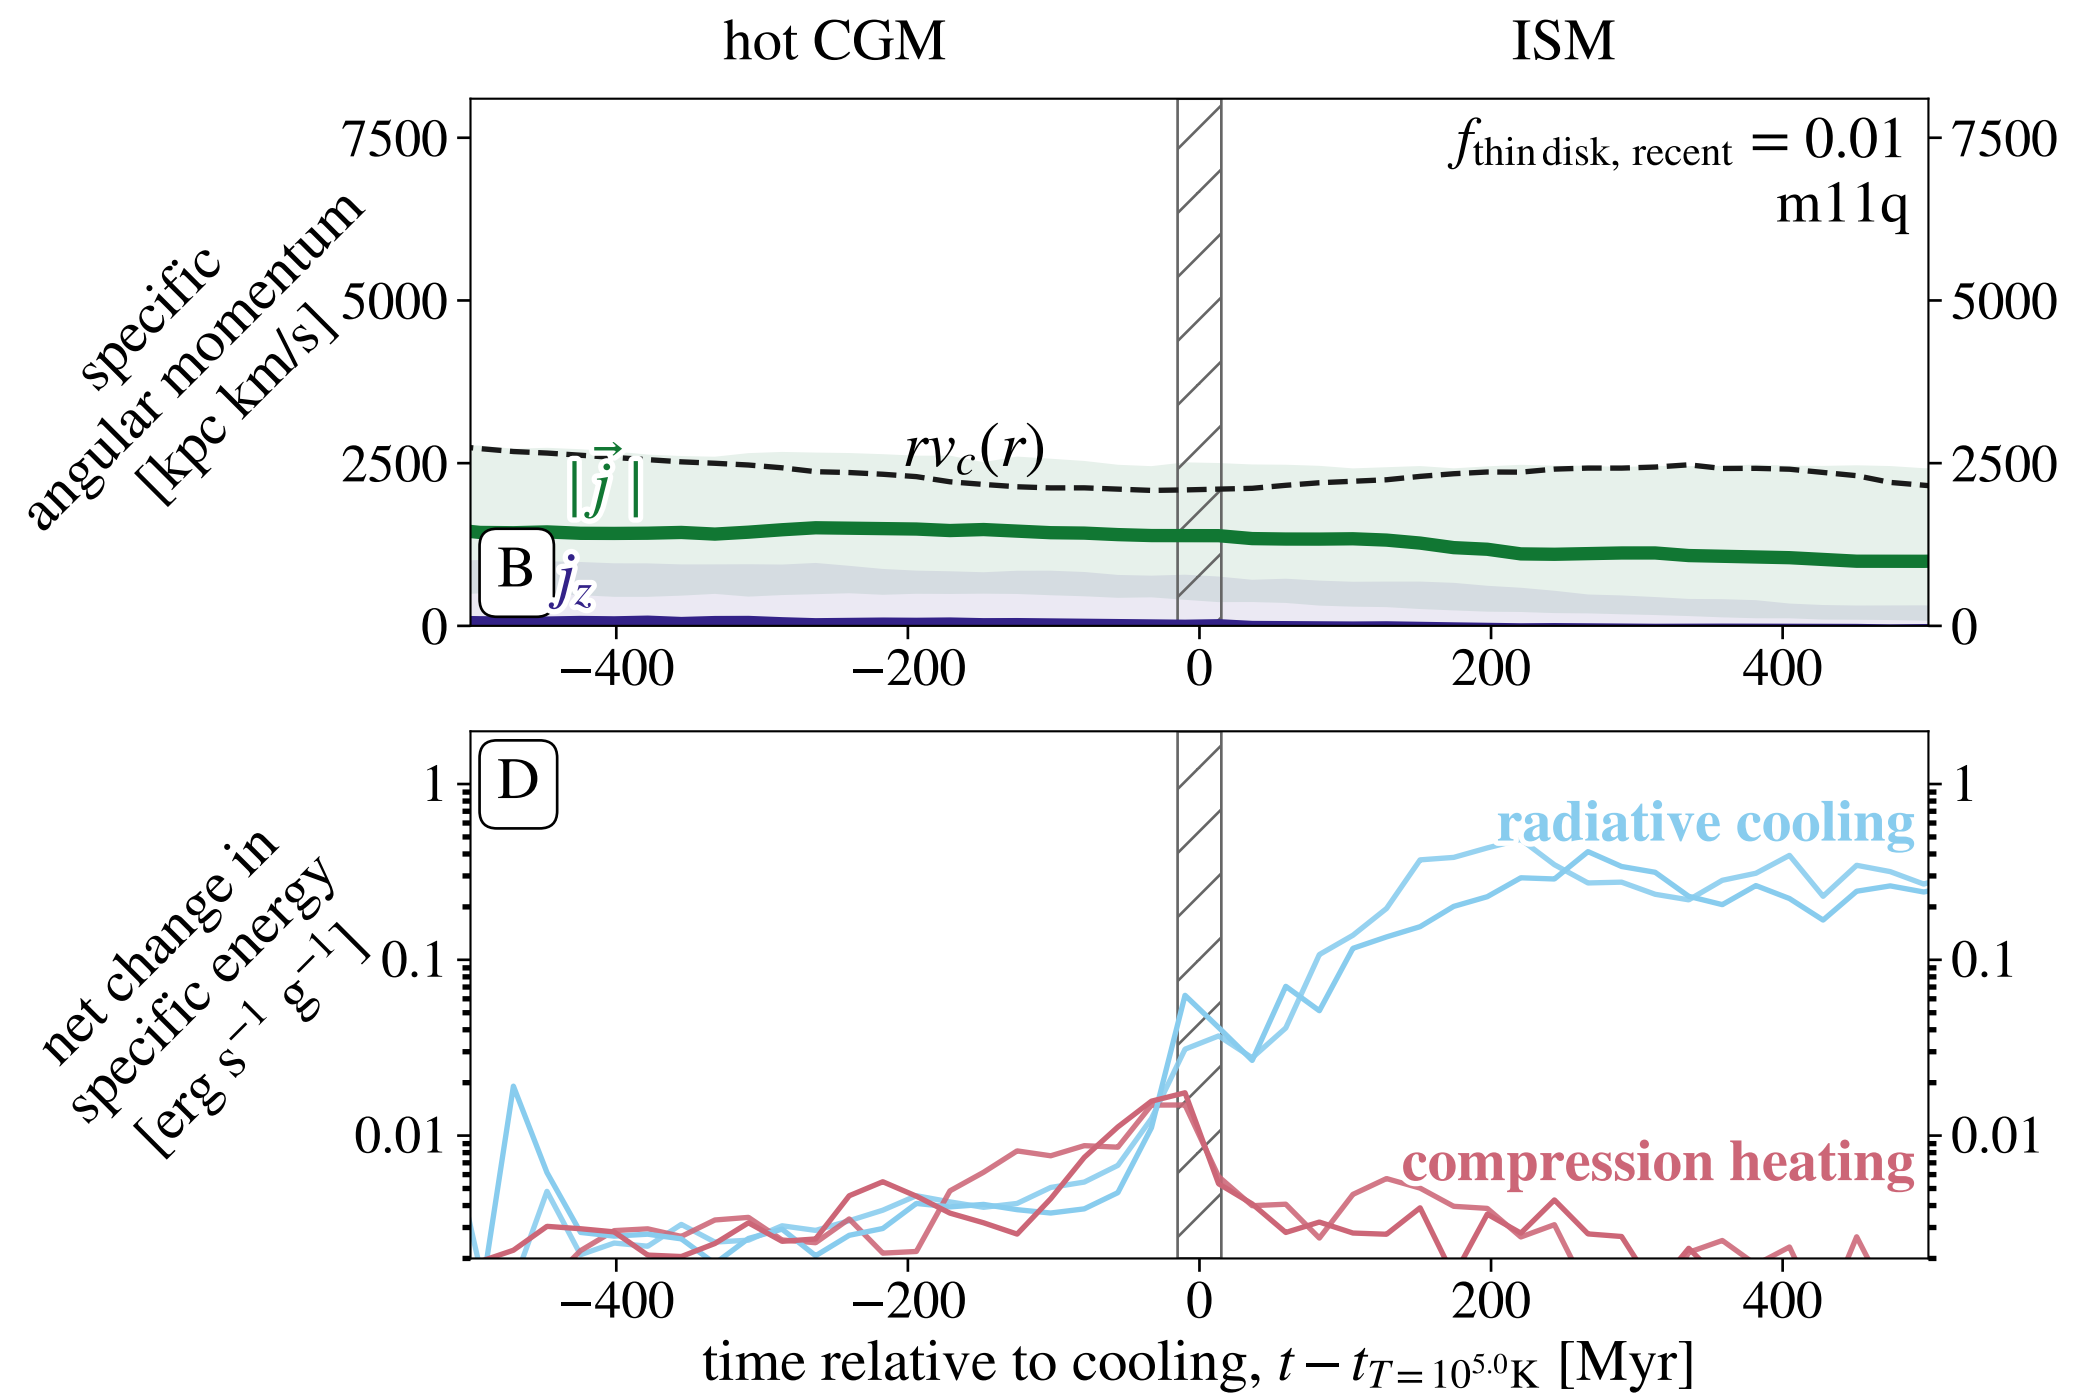 hot CGM
ISM
7500
5000
2500
0
specific
angular momentum
[kpc km/s]
f_thin disk, recent = 0.01
m11q
rv_c(r)
|j⃗|
B
j_z
7500
5000
2500
0
−400
−200
0
200
400
D
1
0.1
0.01
net change in
specific energy
[erg s⁻¹ g⁻¹]
radiative cooling
compression heating
1
0.1
0.01
−400
−200
0
200
400
time relative to cooling, t − t_T = 10^5.0 K [Myr]